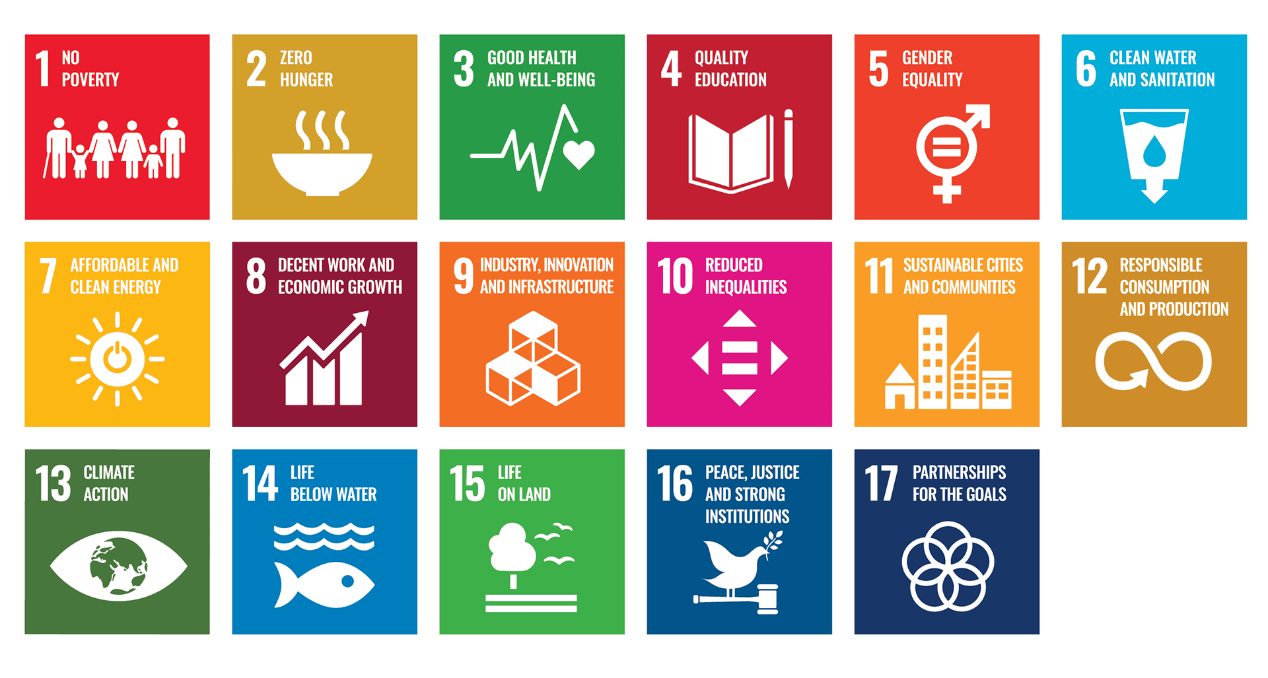 1 NO
POVERTY
2 ZERO
HUNGER
3 GOOD HEALTH
AND WELL-BEING
4 QUALITY
EDUCATION
5 GENDER
EQUALITY
6 CLEAN WATER
AND SANITATION
7 AFFORDABLE AND
CLEAN ENERGY
8 DECENT WORK AND
ECONOMIC GROWTH
9 INDUSTRY, INNOVATION
AND INFRASTRUCTURE
10 REDUCED
INEQUALITIES
11 SUSTAINABLE CITIES
AND COMMUNITIES
12 RESPONSIBLE
CONSUMPTION
AND PRODUCTION
13 CLIMATE
ACTION
14 LIFE
BELOW WATER
15 LIFE
ON LAND
16 PEACE, JUSTICE
AND STRONG
INSTITUTIONS
17 PARTNERSHIPS
FOR THE GOALS